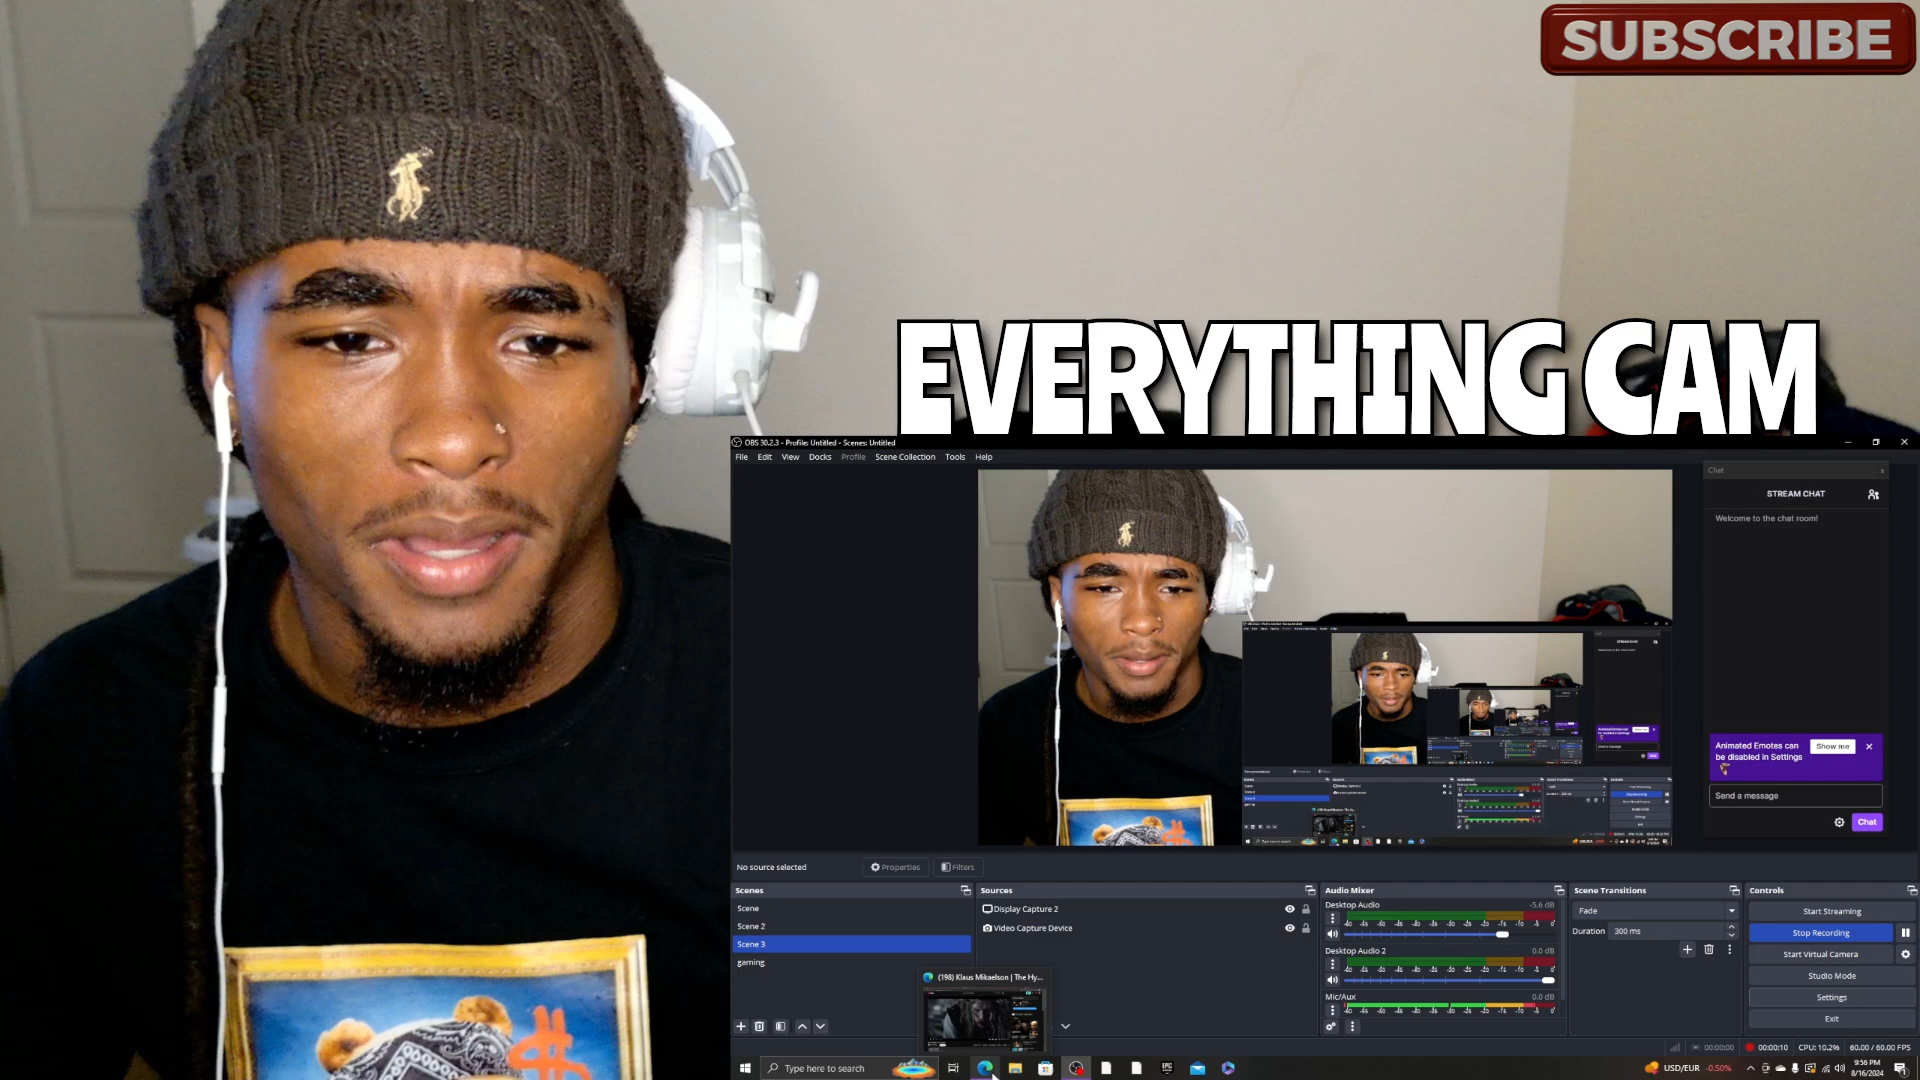 SUBSCRIBE
EVERYTHING CAM
OBS 30.2.3 - Profile: Untitled - Scenes: Untitled
File Edit View Docks Profile Scene Collection Tools Help
Chat
STREAM CHAT
Welcome to the chat room!
Animated Emotes can be disabled in Settings
Show me
Send a message
Chat
No source selected
Properties
Filters
Scenes
Scene
Scene 2
Scene 3
gaming
Sources
Display Capture 2
Video Capture Device
Audio Mixer
Desktop Audio
-5.6 dB
Desktop Audio 2
0.0 dB
Mic/Aux
0.0 dB
Scene Transitions
Fade
Duration 300 ms
Controls
Start Streaming
Stop Recording
Start Virtual Camera
Studio Mode
Settings
Exit
(198) Klaus Mikaelson | The Hy...
00:00:00
00:00:10
CPU: 10.2%
60.00 / 60.00 FPS
Type here to search
EPIC
USD/EUR -0.50%
9:56 PM
8/16/2024